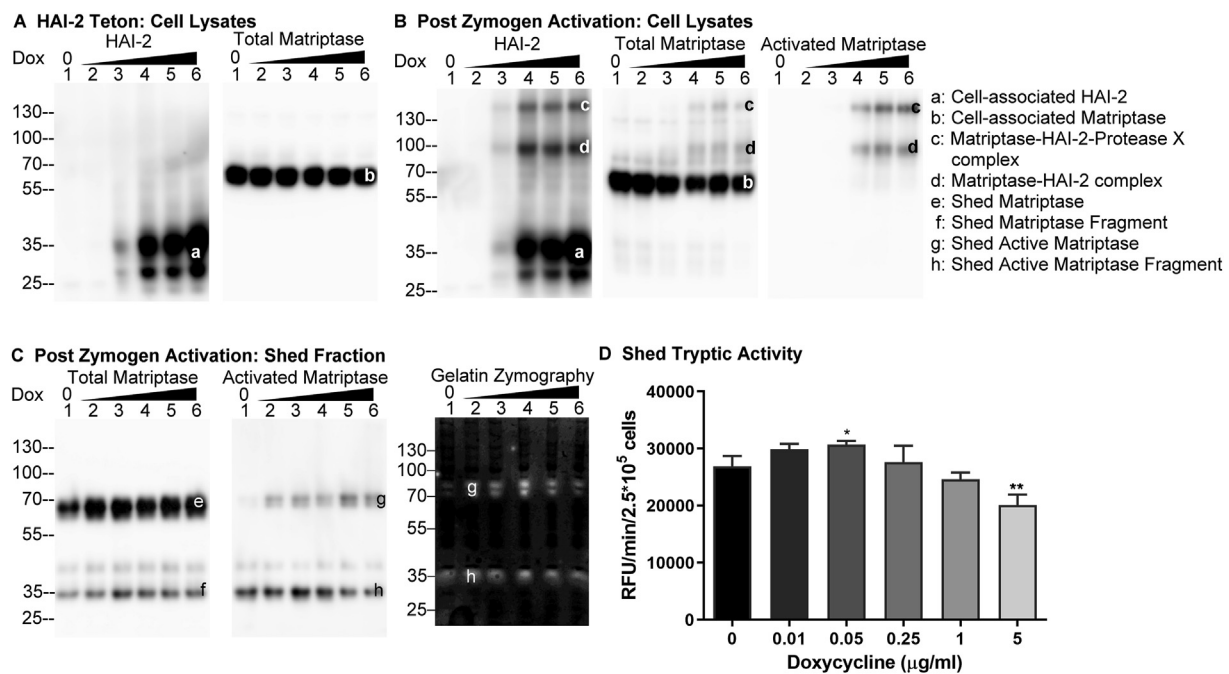 A HAI-2 Teton: Cell Lysates
HAI-2
Total Matriptase
Dox 0
0
1 2 3 4 5 6
1 2 3 4 5 6
130--
100--
70--
55--
35--
25--
a
b
B Post Zymogen Activation: Cell Lysates
HAI-2
Total Matriptase
Activated Matriptase
Dox 0
0
0
1 2 3 4 5 6
1 2 3 4 5 6
1 2 3 4 5 6
130--
100--
70--
55--
35--
25--
c
d
a
c
d
b
c
d
a: Cell-associated HAI-2
b: Cell-associated Matriptase
c: Matriptase-HAI-2-Protease X
complex
d: Matriptase-HAI-2 complex
e: Shed Matriptase
f: Shed Matriptase Fragment
g: Shed Active Matriptase
h: Shed Active Matriptase Fragment
C Post Zymogen Activation: Shed Fraction
Total Matriptase
Activated Matriptase
Gelatin Zymography
Dox 0
0
0
1 2 3 4 5 6
1 2 3 4 5 6
1 2 3 4 5 6
130--
100--
70--
55--
35--
25--
e
f
g
h
130–
100–
70–
55–
35–
25–
g
h
D Shed Tryptic Activity
RFU/min/2.5*10⁵ cells
40000
30000
20000
10000
0
*
**
0 0.01 0.05 0.25 1 5
Doxycycline (μg/ml)